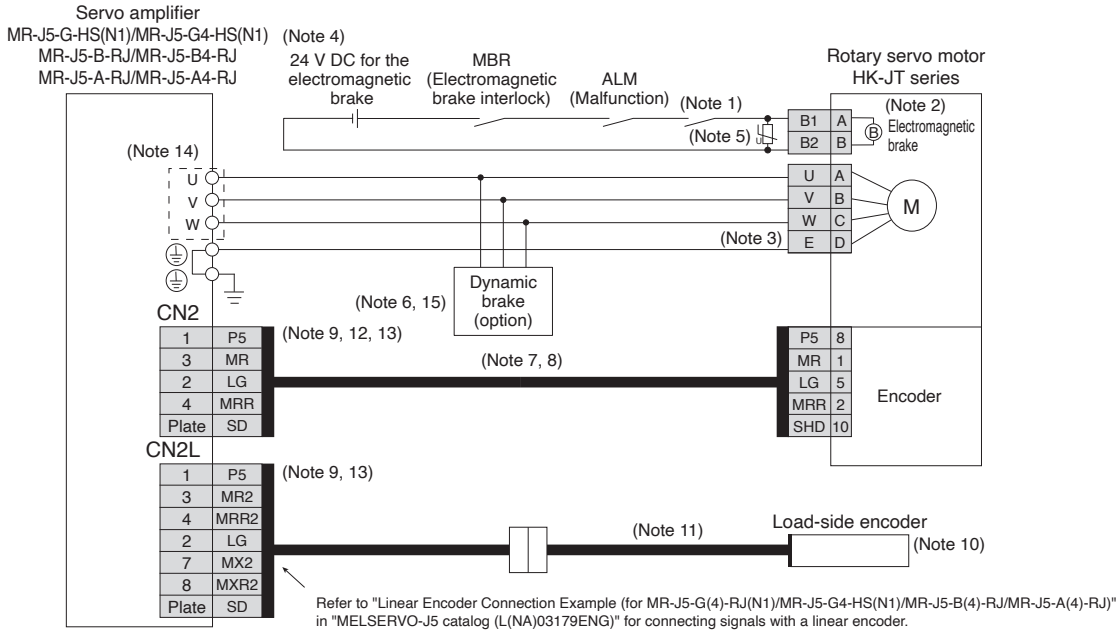 Servo amplifier
MR-J5-G-HS(N1)/MR-J5-G4-HS(N1)
MR-J5-B-RJ/MR-J5-B4-RJ
MR-J5-A-RJ/MR-J5-A4-RJ
(Note 4)
24 V DC for the
electromagnetic
brake
MBR
(Electromagnetic
brake interlock)
ALM
(Malfunction)
(Note 1)
(Note 5)
U
Rotary servo motor
HK-JT series
(Note 2)
B1 A
B2 B
B
Electromagnetic
brake
(Note 14)
U
V
W
U A
V B
W C
E D
M
(Note 3)
Dynamic
brake
(option)
(Note 6, 15)
CN2
1 P5
3 MR
2 LG
4 MRR
Plate SD
(Note 9, 12, 13)
(Note 7, 8)
P5 8
MR 1
LG 5
MRR 2
SHD 10
Encoder
CN2L
1 P5
3 MR2
4 MRR2
2 LG
7 MX2
8 MXR2
Plate SD
(Note 9, 13)
(Note 11)
Load-side encoder
(Note 10)
Refer to "Linear Encoder Connection Example (for MR-J5-G(4)-RJ(N1)/MR-J5-G4-HS(N1)/MR-J5-B(4)-RJ/MR-J5-A(4)-RJ)"
in "MELSERVO-J5 catalog (L(NA)03179ENG)" for connecting signals with a linear encoder.